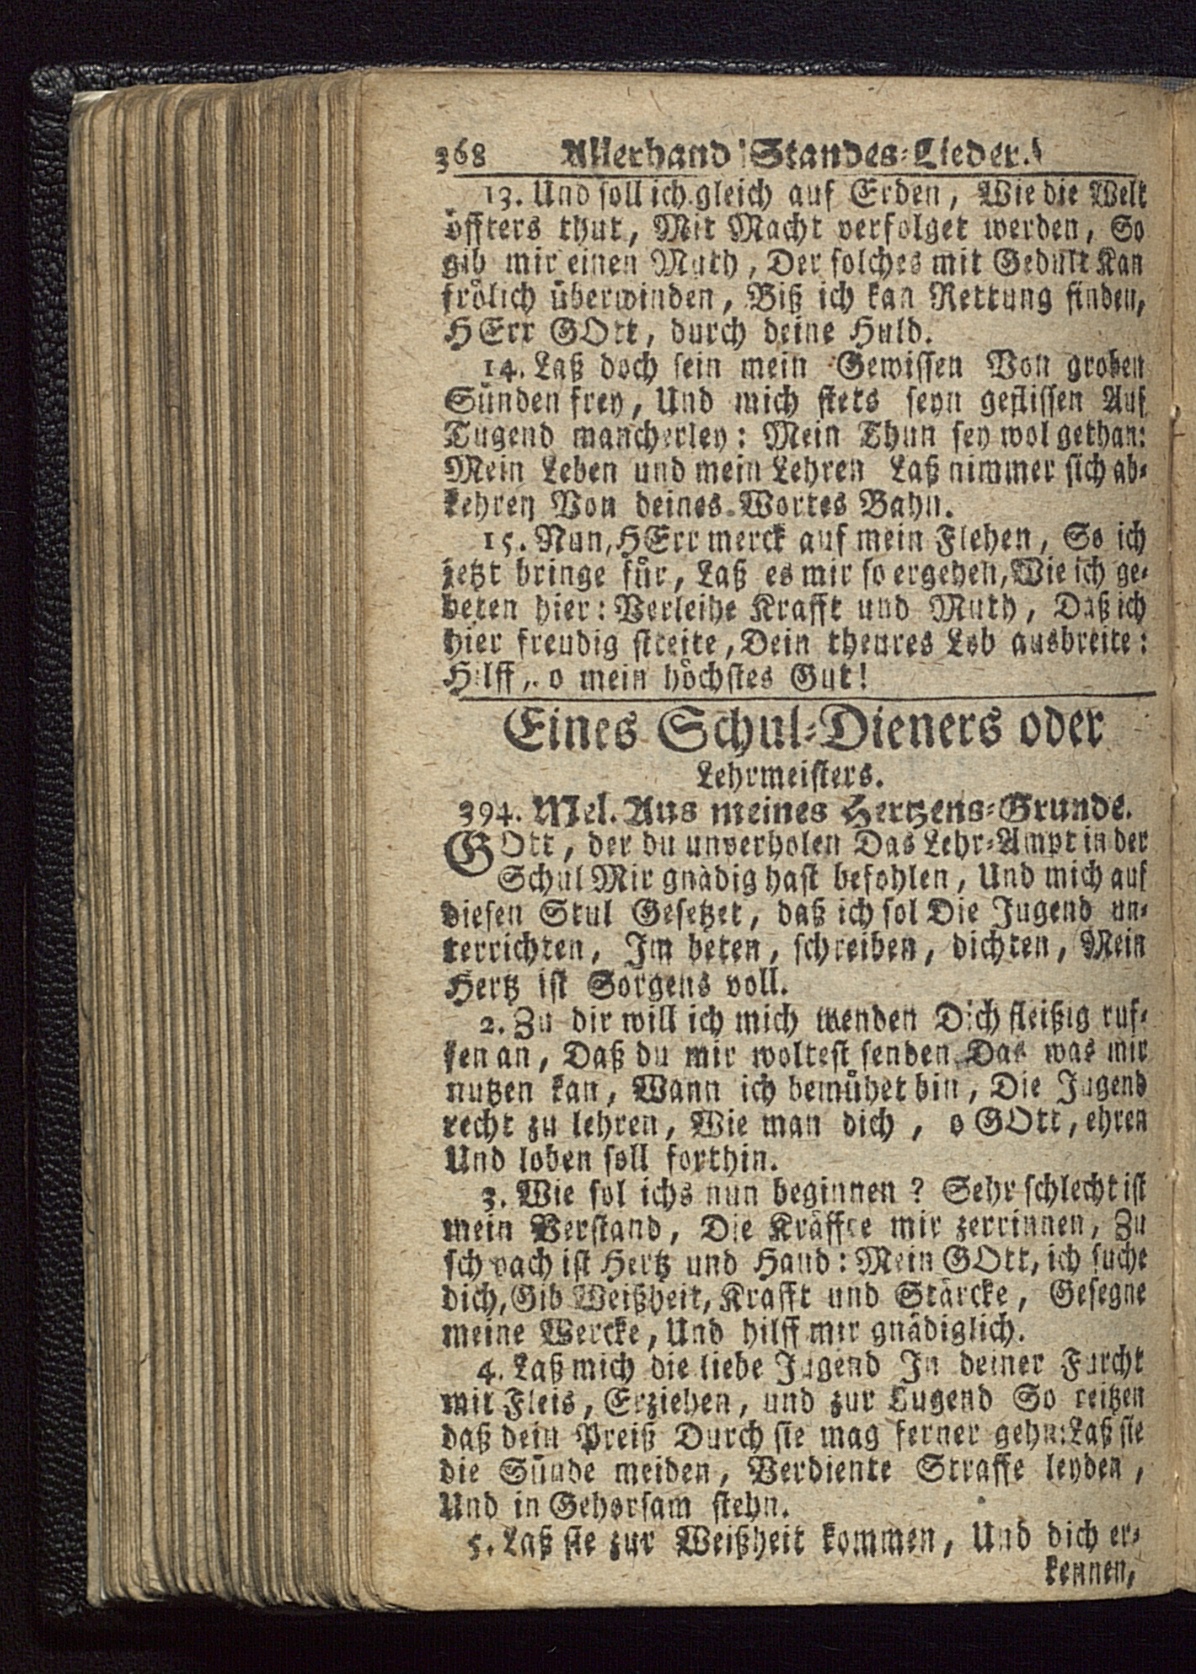 368 Allerhand Standes-Lieder.
13. Und soll ich gleich auf Erden, Wie die Welt
öffters thut, Mit Macht verfolget werden, So
gib mir einen Muth, Der solches mit Gedult Kan
frölich überwinden, Biß ich kan Rettung finden,
HErr GOtt, durch deine Huld.
14. Laß doch sein mein Gewissen Von groben
Sünden frey, Und mich stets seyn geflissen Auf
Tugend mancherley: Mein Thun sey wol gethan:
Mein Leben und mein Lehren Laß nimmer sich ab-
kehren Von deines Wortes Bahn.
15. Nun, HErr merck auf mein Flehen, So ich
jetzt bringe für, Laß es mir so ergehen, Wie ich ge-
beten hier: Verleihe Krafft und Muth, Daß ich
hier freudig streite, Dein theures Lob ausbreite:
Hilff, o mein höchstes Gut!
Eines Schul-Dieners oder
Lehrmeisters.
394. Mel. Aus meines Hertzens-Grunde.
GOtt, der du unverholen Das Lehr-Ampt in der
Schul Mir gnädig hast befohlen, Und mich auf
diesen Stul Gesetzet, daß ich sol Die Jugend un-
terrichten, Im beten, schreiben, dichten, Mein
Hertz ist Sorgens voll.
2. Zu dir will ich mich wenden Dich fleißig ruf-
fen an, Daß du mir woltest senden Das was mir
nutzen kan, Wann ich bemühet bin, Die Jugend
recht zu lehren, Wie man dich, o GOtt, ehren
Und loben soll forthin.
3. Wie sol ichs nun beginnen? Sehr schlecht ist
mein Verstand, Die Kräffte mir zerrinnen, Zu
schwach ist Hertz und Hand: Mein GOtt, ich suche
dich, Gib Weißheit, Krafft und Stärcke, Gesegne
meine Wercke, Und hilff mir gnädiglich.
4. Laß mich die liebe Jugend In deiner Furcht
mit Fleis, Erziehen, und zur Tugend So reitzen
daß dein Preiß Durch sie mag ferner gehn: Laß sie
die Sünde meiden, Verdiente Straffe leyden,
Und in Gehorsam stehn.
5. Laß sie zur Weißheit kommen, Und dich er-
kennen,